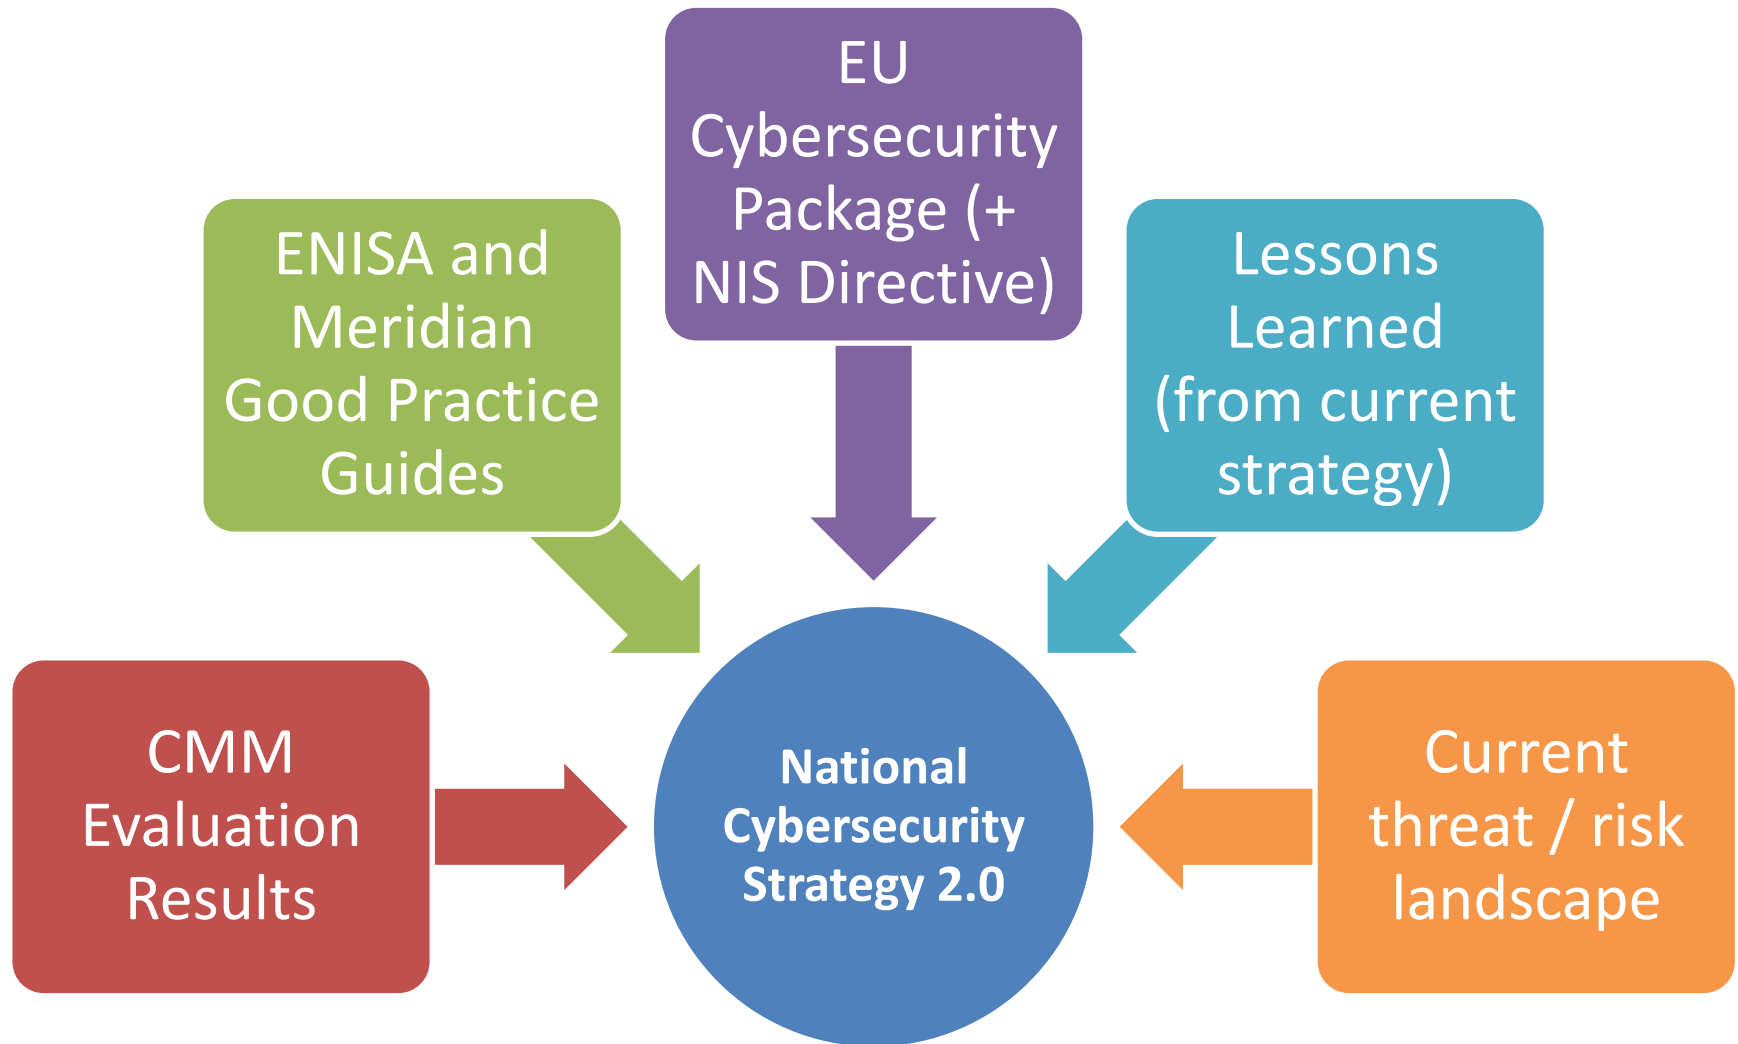 EU
Cybersecurity
Package (+
NIS Directive)
ENISA and
Meridian
Good Practice
Guides
Lessons
Learned
(from current
strategy)
CMM
Evaluation
Results
National
Cybersecurity
Strategy 2.0
Current
threat / risk
landscape